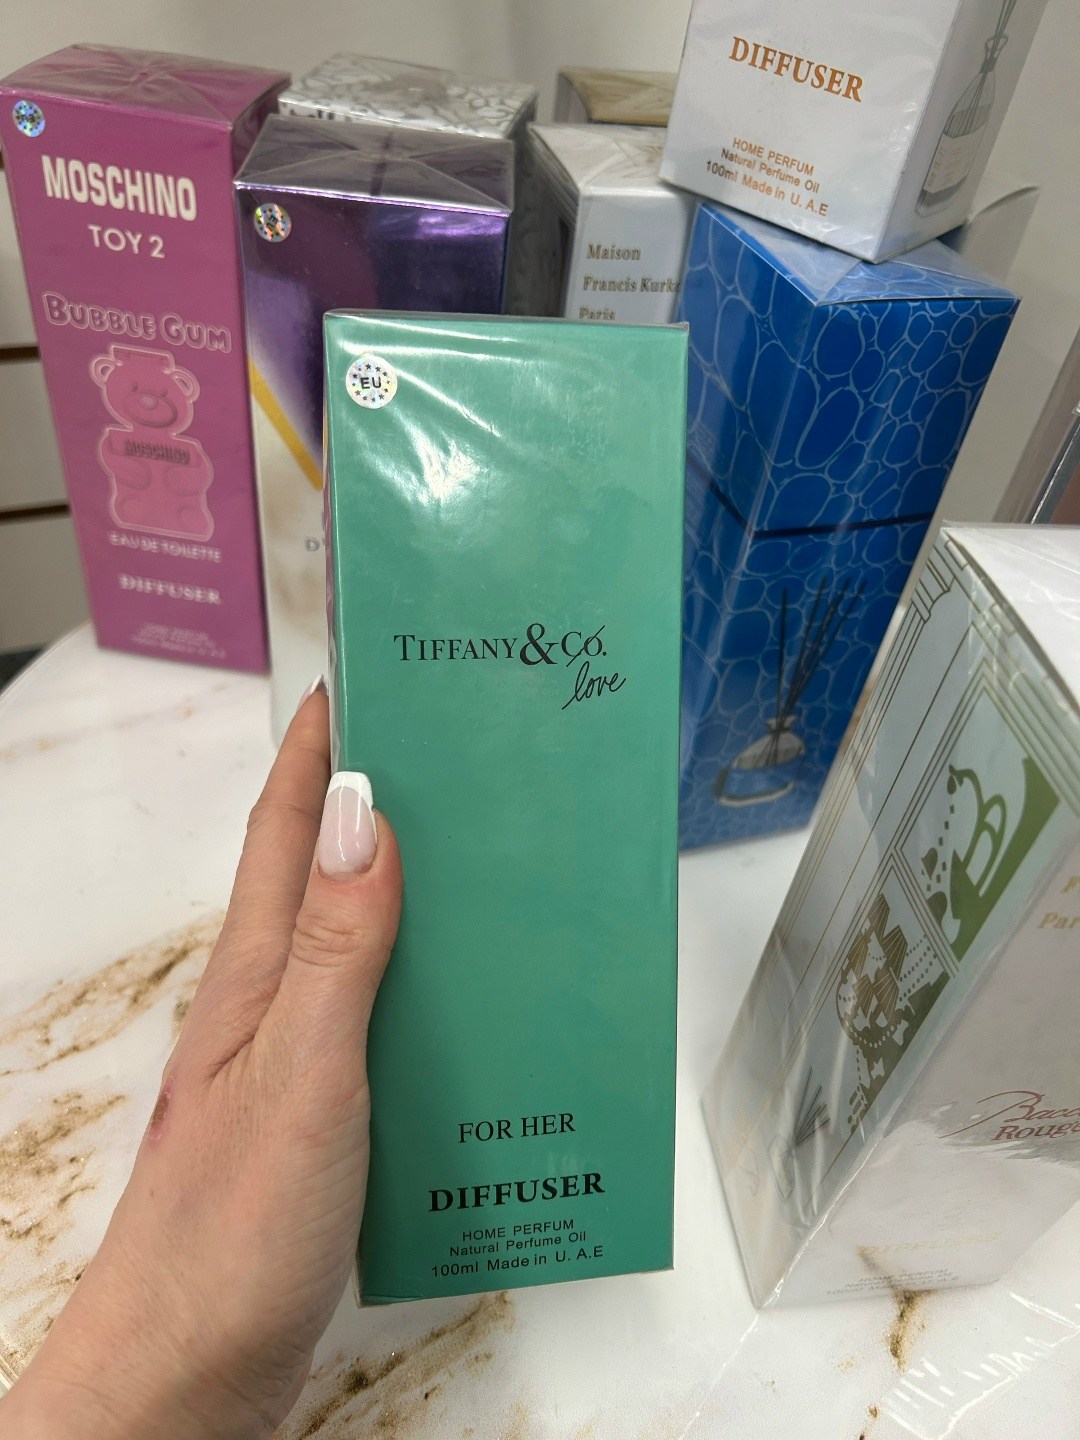 MOSCHINO
TOY 2
BUBBLE GUM
MOSCHINO
EAU DE TOILETTE
DIFFUSER
DIFFUSER
HOME PERFUM
Natural Perfume Oil
100ml Made in U. A.E
Maison
Francis Kurk
Paris
EU
TIFFANY & CO.
love
FOR HER
DIFFUSER
HOME PERFUM
Natural Perfume Oil
100ml Made in U. A.E
Bacc
Rouge